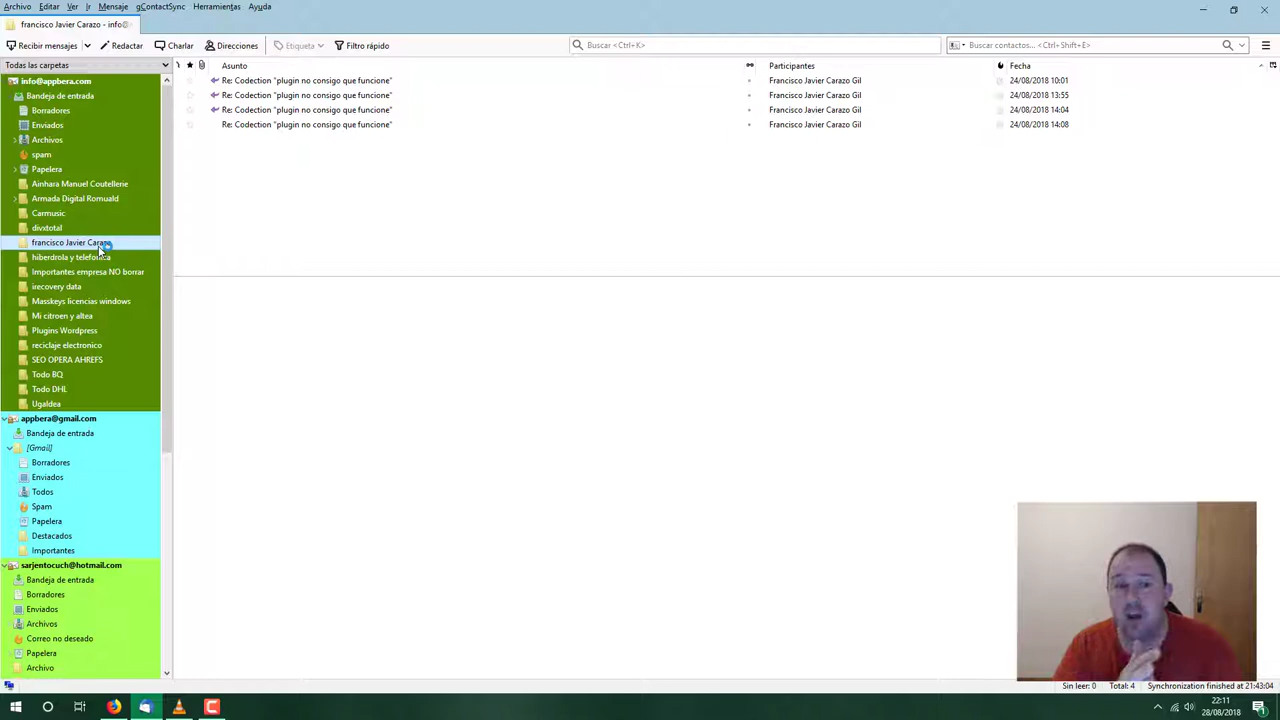 Archivo Editar Ver Ir Mensaje gContactSync Herramientas Ayuda
francisco Javier Carazo - info@
Recibir mensajes Redactar Charlar Direcciones Etiqueta Filtro rápido Buscar <Ctrl+K> Buscar contactos... <Ctrl+Shift+E>
Todas las carpetas Asunto Participantes Fecha
info@appbera.com Re: Codection "plugin no consigo que funcione" Francisco Javier Carazo Gil 24/08/2018 10:01
Bandeja de entrada Re: Codection "plugin no consigo que funcione" Francisco Javier Carazo Gil 24/08/2018 13:55
Borradores Re: Codection "plugin no consigo que funcione" Francisco Javier Carazo Gil 24/08/2018 14:04
Enviados Re: Codection "plugin no consigo que funcione" Francisco Javier Carazo Gil 24/08/2018 14:08
Archivos
spam
Papelera
Ainhara Manuel Coutellerie
Armada Digital Romuald
Carmusic
divxtotal
francisco Javier Carazo
hiberdrola y telefonica
Importantes empresa NO borrar
irecovery data
Masskeys licencias windows
Mi citroen y altea
Plugins Wordpress
reciclaje electronico
SEO OPERA AHREFS
Todo BQ
Todo DHL
Ugaldea
appbera@gmail.com
Bandeja de entrada
[Gmail]
Borradores
Enviados
Todos
Spam
Papelera
Destacados
Importantes
sarjentocuch@hotmail.com
Bandeja de entrada
Borradores
Enviados
Archivos
Correo no deseado
Papelera
Archivo
Sin leer: 0 Total: 4 Synchronization finished at 21:43:04
22:11
28/08/2018
1